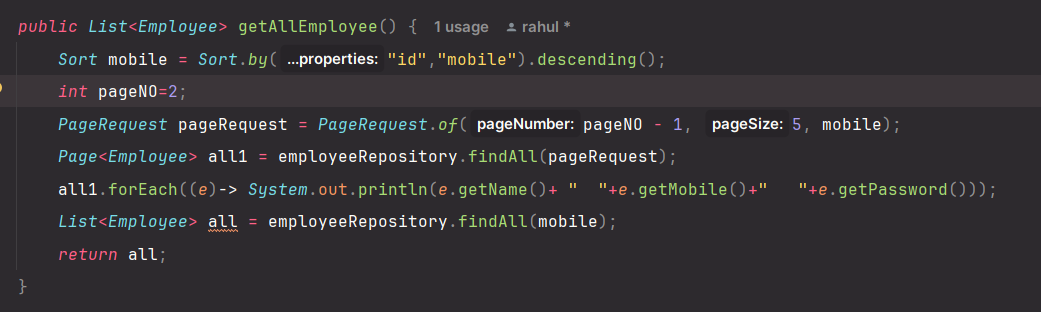 public List<Employee> getAllEmployee() { 1 usage rahul *
Sort mobile = Sort.by( ...properties: "id","mobile").descending();
int pageNO=2;
PageRequest pageRequest = PageRequest.of( pageNumber: pageNO - 1, pageSize: 5, mobile);
Page<Employee> all1 = employeeRepository.findAll(pageRequest);
all1.forEach((e)-> System.out.println(e.getName()+ "  "+e.getMobile()+"   "+e.getPassword()));
List<Employee> all = employeeRepository.findAll(mobile);
return all;
}